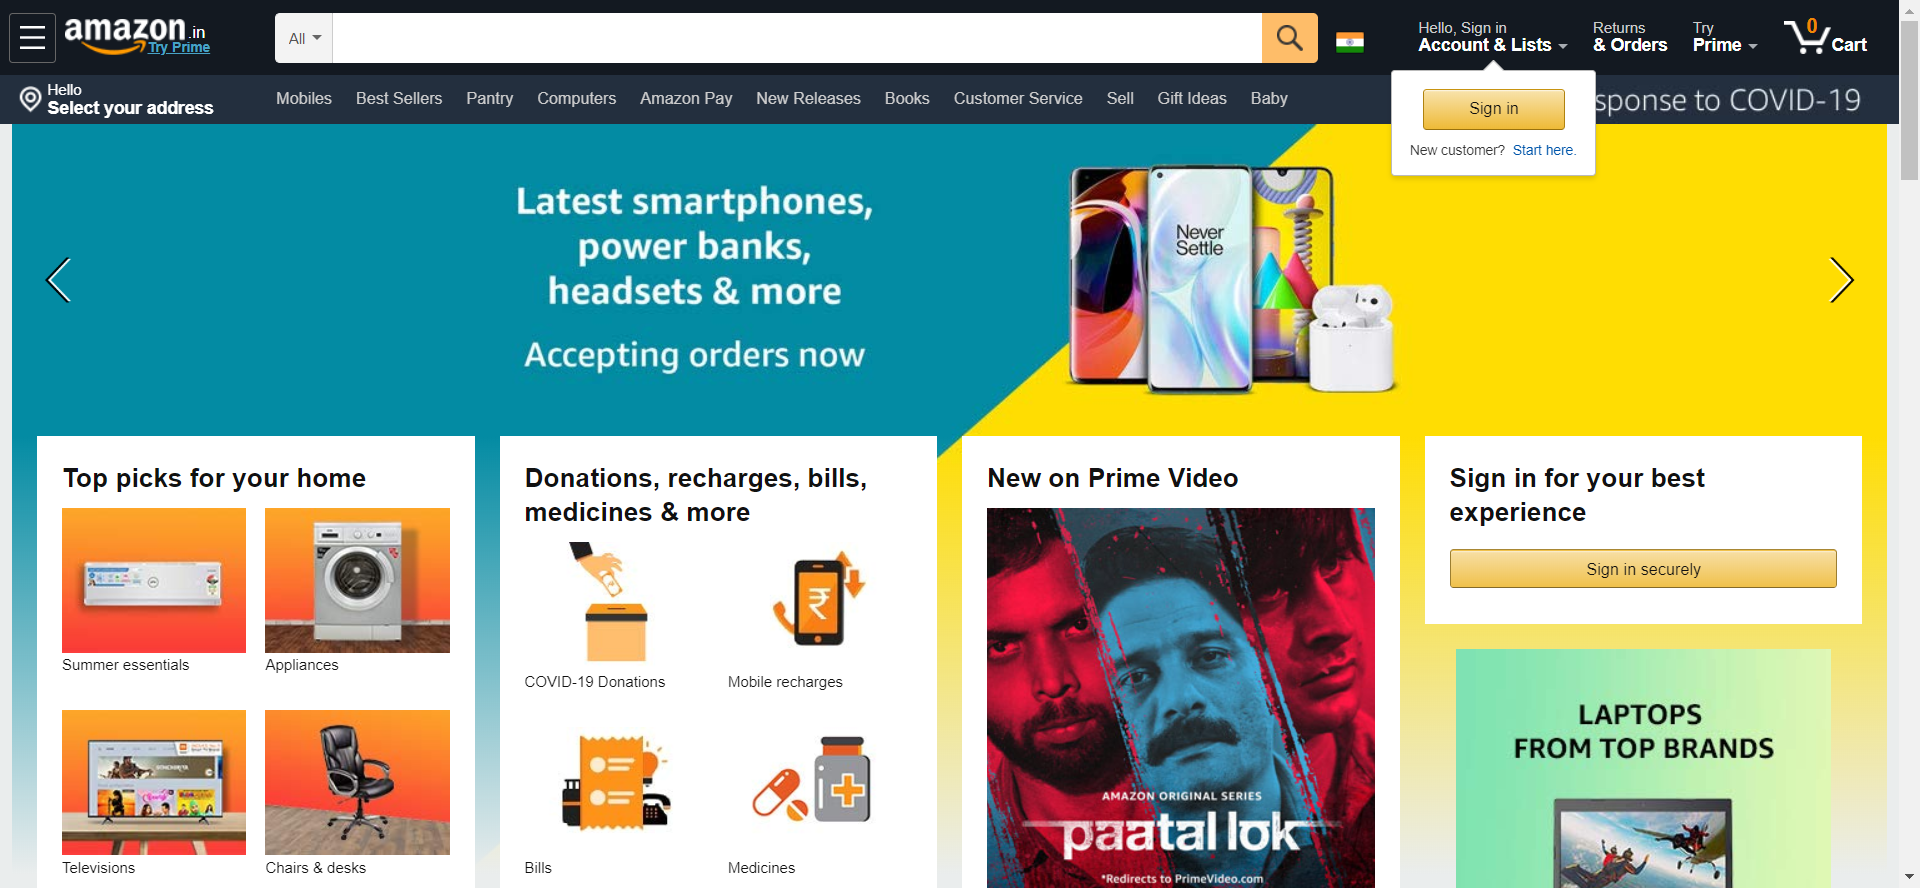 amazon.in
Try Prime
All
Hello, Sign in
Account & Lists
Returns
& Orders
Try
Prime
0
Cart
Hello
Select your address
Mobiles
Best Sellers
Pantry
Computers
Amazon Pay
New Releases
Books
Customer Service
Sell
Gift Ideas
Baby
sponse to COVID-19
Sign in
New customer? Start here.
Latest smartphones,
power banks,
headsets & more
Accepting orders now
Never
Settle
Top picks for your home
Summer essentials
Appliances
Televisions
Chairs & desks
Donations, recharges, bills,
medicines & more
COVID-19 Donations
Mobile recharges
₹
Bills
Medicines
New on Prime Video
AMAZON ORIGINAL SERIES
paatal lok
*Redirects to PrimeVideo.com
Sign in for your best
experience
Sign in securely
LAPTOPS
FROM TOP BRANDS